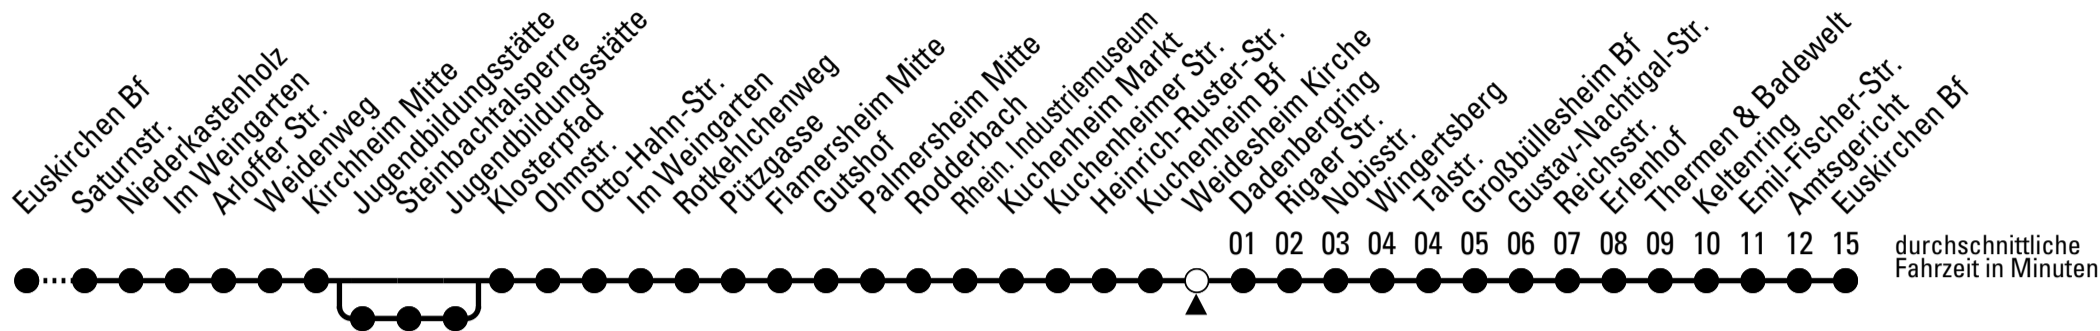 Euskirchen Bf
Saturnstr.
Niederkastenholz
Im Weingarten
Arloffer Str.
Weidenweg
Kirchheim Mitte
Jugendbildungsstätte
Steinbachtalsperre
Jugendbildungsstätte
Klosterpfad
Ohmstr.
Otto-Hahn-Str.
Im Weingarten
Rotkehlchenweg
Pützgasse
Flamersheim Mitte
Gutshof
Palmersheim Mitte
Rodderbach
Rhein. Industriemuseum
Kuchenheim Markt
Kuchenheimer Str.
Heinrich-Ruster-Str.
Kuchenheim Bf
Weidesheim Kirche
Dadenbergring
Rigaer Str.
Nobisstr.
Wingertsberg
Talstr.
Großbüllesheim Bf
Gustav-Nachtigal-Str.
Reichsstr.
Erlenhof
Thermen & Badewelt
Keltenring
Emil-Fischer-Str.
Amtsgericht
Euskirchen Bf
01 02 03 04 04 05 06 07 08 09 10 11 12 15
durchschnittliche
Fahrzeit in Minuten